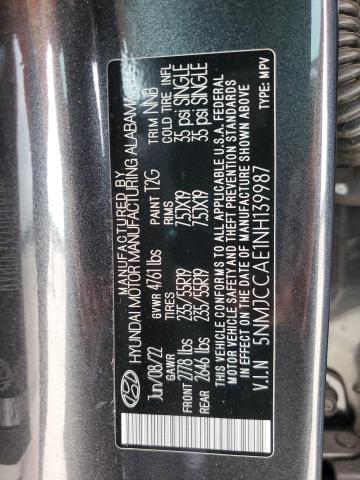 MANUFACTURED BY
HYUNDAI MOTOR MANUFACTURING ALABAMA, LLC
Jun/08/22 GVWR 4761 lbs PAINT T2G TRIM NNB
GAWR TIRES RIMS COLD TIRE INFL
FRONT 2778 lbs 235/55R19 7.5JX19 35 psi SINGLE
REAR 2646 lbs 235/55R19 7.5JX19 35 psi SINGLE
THIS VEHICLE CONFORMS TO ALL APPLICABLE U.S.A. FEDERAL
MOTOR VEHICLE SAFETY AND THEFT PREVENTION STANDARDS
IN EFFECT ON THE DATE OF MANUFACTURE SHOWN ABOVE
V.I.N 5NMJCCAE1NH139987 TYPE: MPV